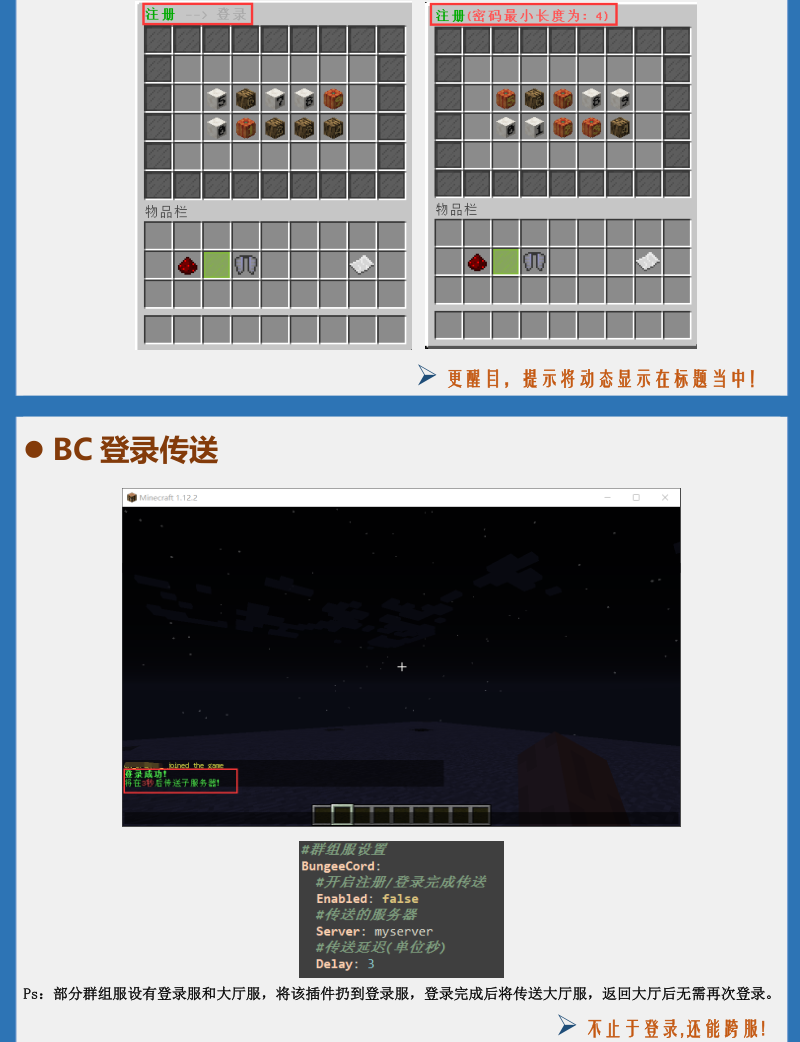 注册 --> 登录
注册(密码最小长度为: 4)
物品栏
物品栏
更醒目，提示将动态显示在标题当中！
BC 登录传送
Minecraft 1.12.2
joined the game
登录成功!
将在3秒后传送子服务器!
#群组服设置
BungeeCord:
#开启注册/登录完成传送
Enabled: false
#传送的服务器
Server: myserver
#传送延迟(单位秒)
Delay: 3
Ps：部分群组服设有登录服和大厅服，将该插件扔到登录服，登录完成后将传送大厅服，返回大厅后无需再次登录。
不止于登录,还能跨服!